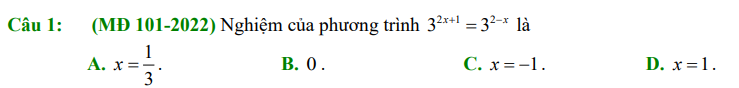 Câu 1: (MĐ 101-2022) Nghiệm của phương trình 3^{2x+1} = 3^{2−x} là
A. x = 1/3 . B. 0 . C. x = −1 . D. x = 1 .